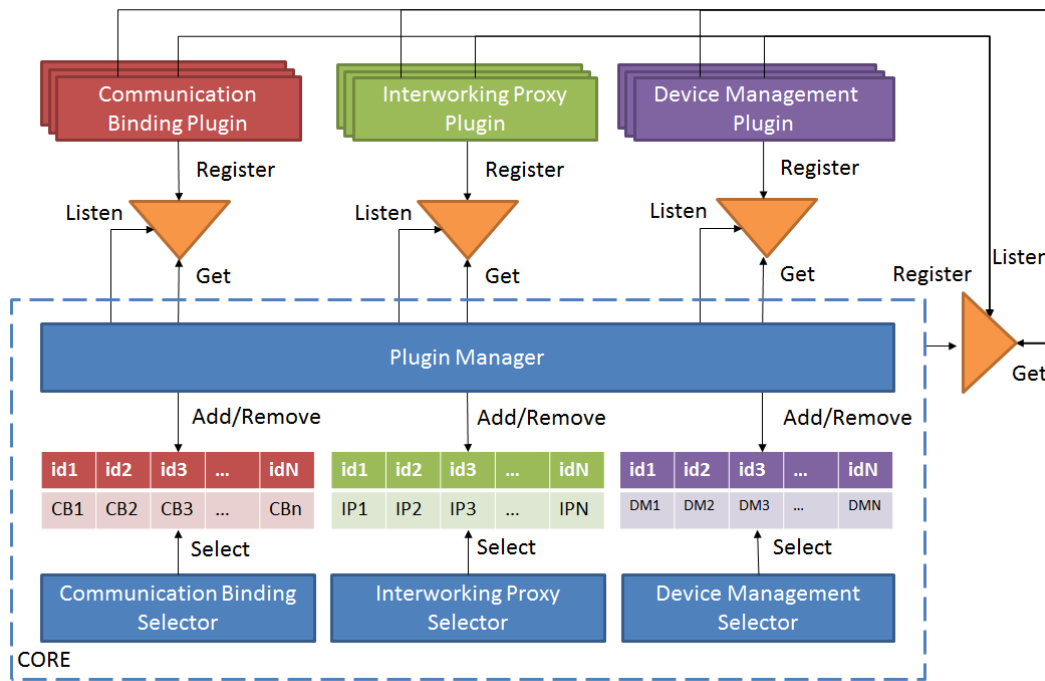 Communication
Binding Plugin
Interworking Proxy
Plugin
Device Management
Plugin
Register
Register
Register
Listen
Listen
Listen
Get
Get
Get
Listen
Register
Get
Plugin Manager
Add/Remove
Add/Remove
Add/Remove
id1 id2 id3 ... idN
CB1 CB2 CB3 ... CBn
id1 id2 id3 ... idN
IP1 IP2 IP3 ... IPN
id1 id2 id3 ... idN
DM1 DM2 DM3 ... DMN
Select
Select
Select
Communication Binding
Selector
Interworking Proxy
Selector
Device Management
Selector
CORE